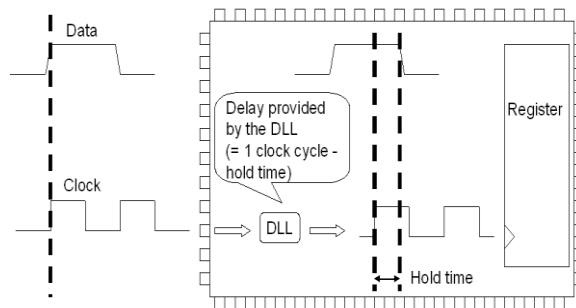 Data
Clock
Delay provided
by the DLL
(= 1 clock cycle -
hold time)
DLL
Register
Hold time